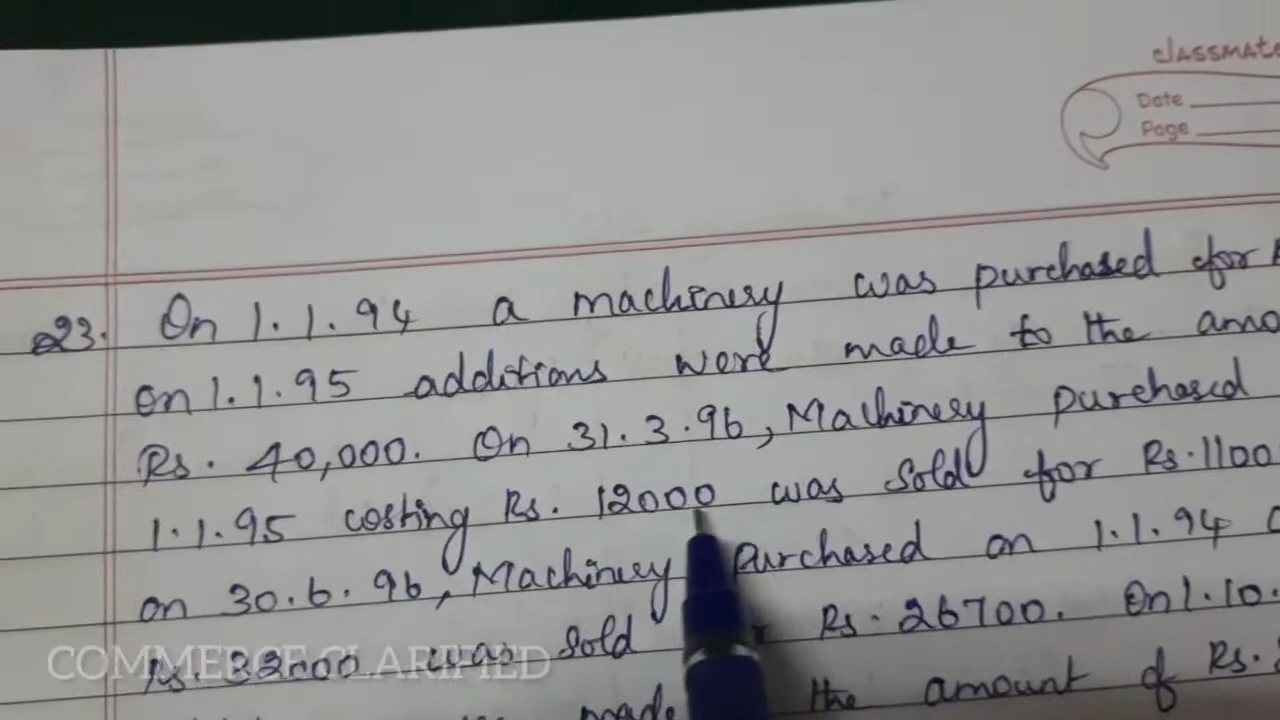 classmate
Date
Page
23. On 1.1.94 a machinery was purchased for
on 1.1.95 additions were made to the amo
Rs. 40,000. On 31.3.96, Machinery purchased
1.1.95 costing Rs. 12000 was sold for Rs. 1100
on 30.6.96, Machinery purchased on 1.1.94
Rs. 32000 was sold Rs. 26700. On 1.10.
made the amount of Rs.
COMMERCE CLARIFIED